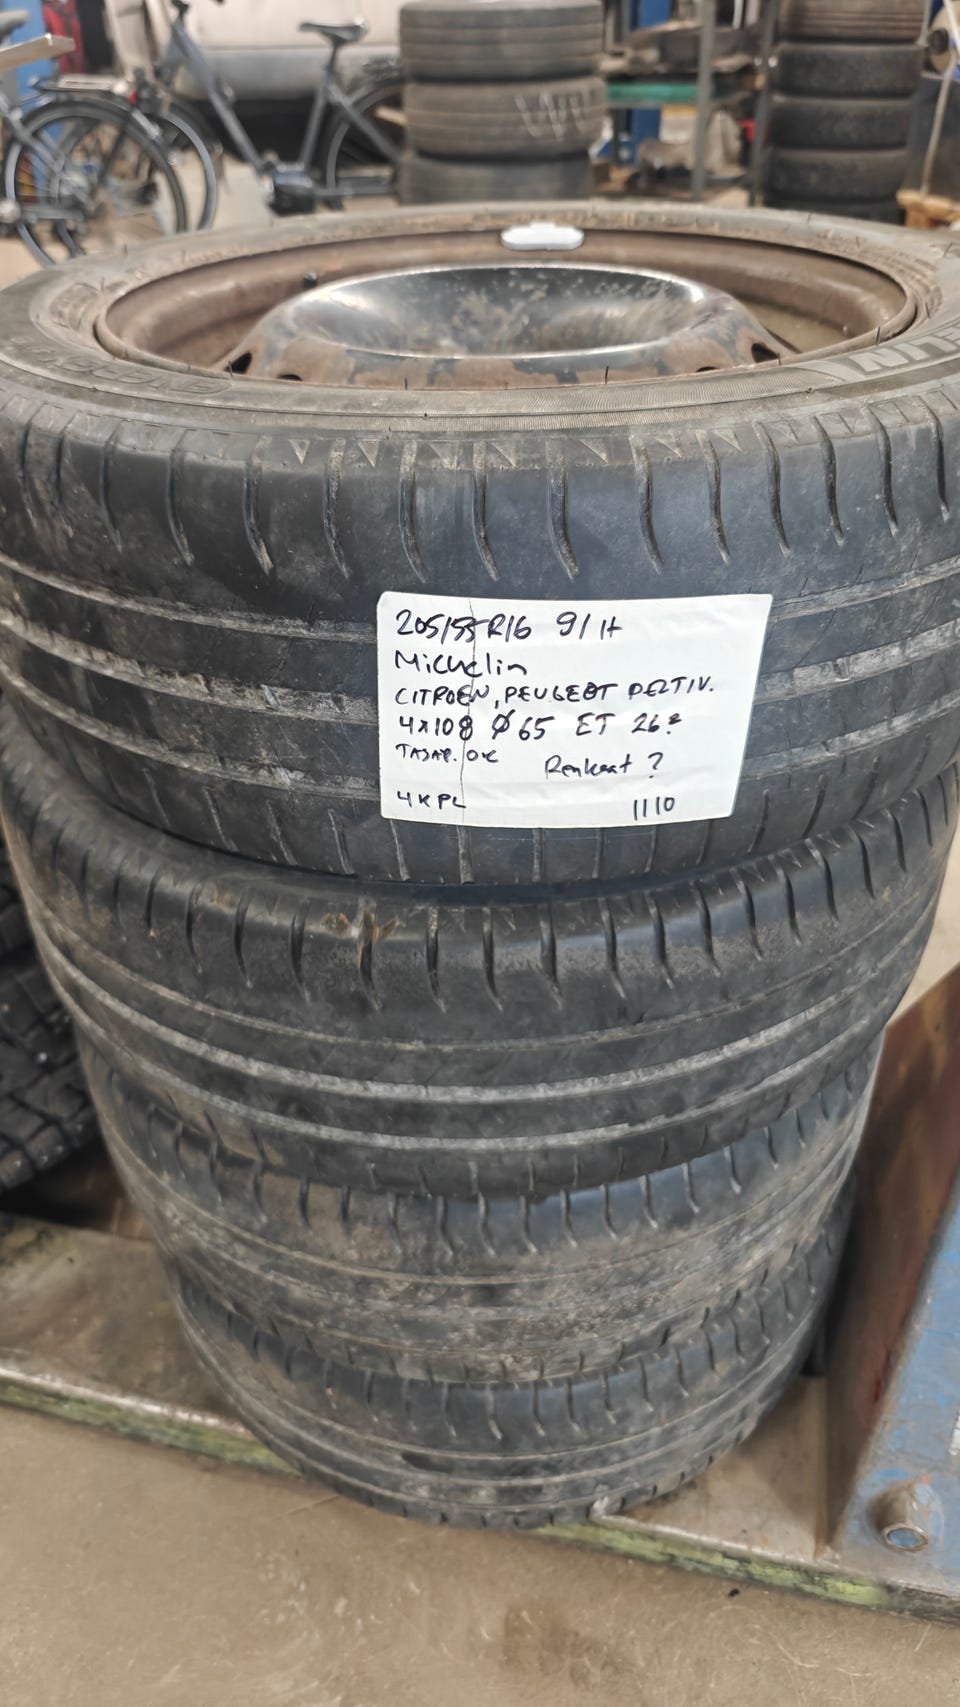 205/55R16 91H
Michelin
CITROEN, PEUGEOT PELTIV.
4x108 Ø65 ET 26?
TASAP. OK
Renkaat ?
4KPL
1110